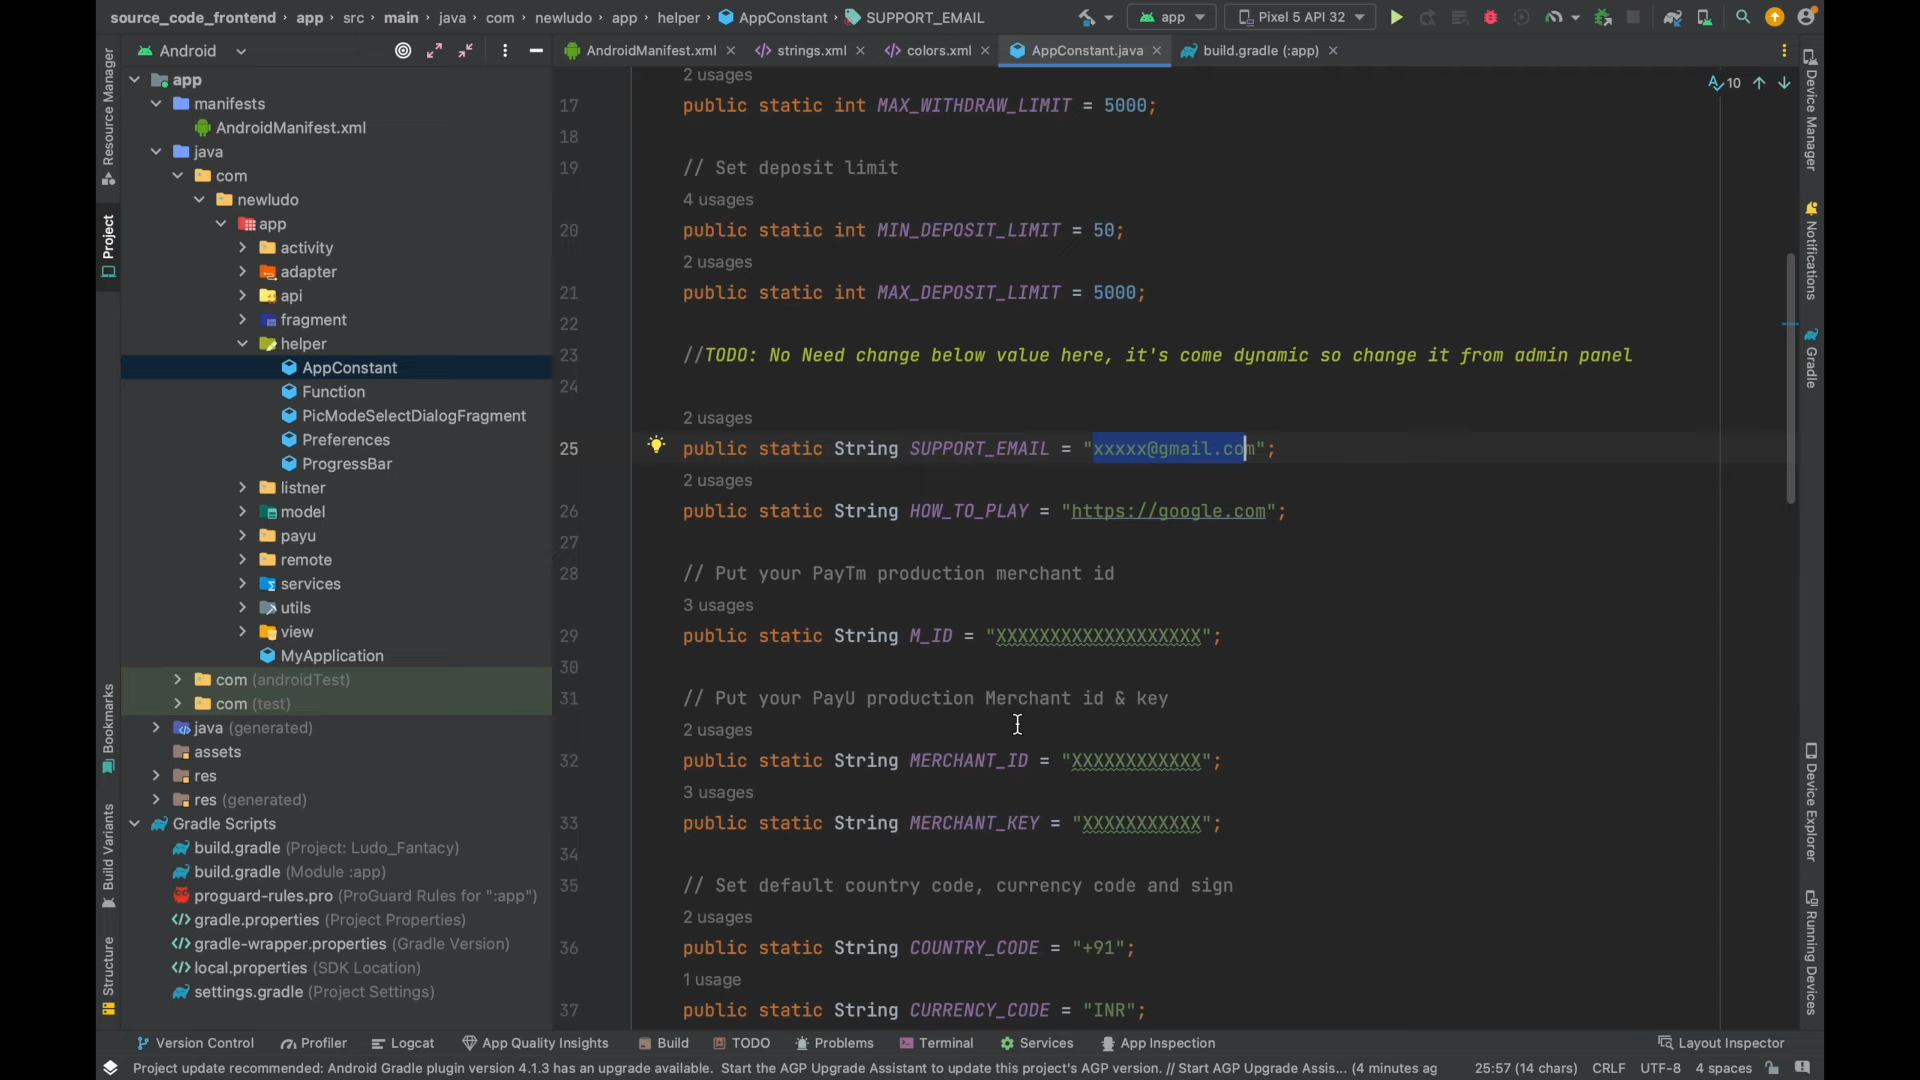 source_code_frontend › app › src › main › java › com › newludo › app › helper › AppConstant › SUPPORT_EMAIL
app
Pixel 5 API 32
Android
AndroidManifest.xml
strings.xml
colors.xml
AppConstant.java
build.gradle (:app)
Resource Manager
Project
Bookmarks
Build Variants
Structure
app
manifests
AndroidManifest.xml
java
com
newludo
app
activity
adapter
api
fragment
helper
AppConstant
Function
PicModeSelectDialogFragment
Preferences
ProgressBar
listner
model
payu
remote
services
utils
view
MyApplication
com (androidTest)
com (test)
java (generated)
assets
res
res (generated)
Gradle Scripts
build.gradle (Project: Ludo_Fantacy)
build.gradle (Module :app)
proguard-rules.pro (ProGuard Rules for ":app")
gradle.properties (Project Properties)
gradle-wrapper.properties (Gradle Version)
local.properties (SDK Location)
settings.gradle (Project Settings)
10
2 usages
17 public static int MAX_WITHDRAW_LIMIT = 5000;
18
19 // Set deposit limit
4 usages
20 public static int MIN_DEPOSIT_LIMIT = 50;
2 usages
21 public static int MAX_DEPOSIT_LIMIT = 5000;
22
23 //TODO: No Need change below value here, it's come dynamic so change it from admin panel
24
2 usages
25 public static String SUPPORT_EMAIL = "xxxxx@gmail.com";
2 usages
26 public static String HOW_TO_PLAY = "https://google.com";
27
28 // Put your PayTm production merchant id
3 usages
29 public static String M_ID = "XXXXXXXXXXXXXXXXXXX";
30
31 // Put your PayU production Merchant id & key
2 usages
32 public static String MERCHANT_ID = "XXXXXXXXXXXX";
3 usages
33 public static String MERCHANT_KEY = "XXXXXXXXXXX";
34
35 // Set default country code, currency code and sign
2 usages
36 public static String COUNTRY_CODE = "+91";
1 usage
37 public static String CURRENCY_CODE = "INR";
Device Manager
Notifications
Gradle
Device Explorer
Running Devices
Version Control
Profiler
Logcat
App Quality Insights
Build
TODO
Problems
Terminal
Services
App Inspection
Layout Inspector
Project update recommended: Android Gradle plugin version 4.1.3 has an upgrade available. Start the AGP Upgrade Assistant to update this project's AGP version. // Start AGP Upgrade Assis... (4 minutes ag
25:57 (14 chars) CRLF UTF-8 4 spaces